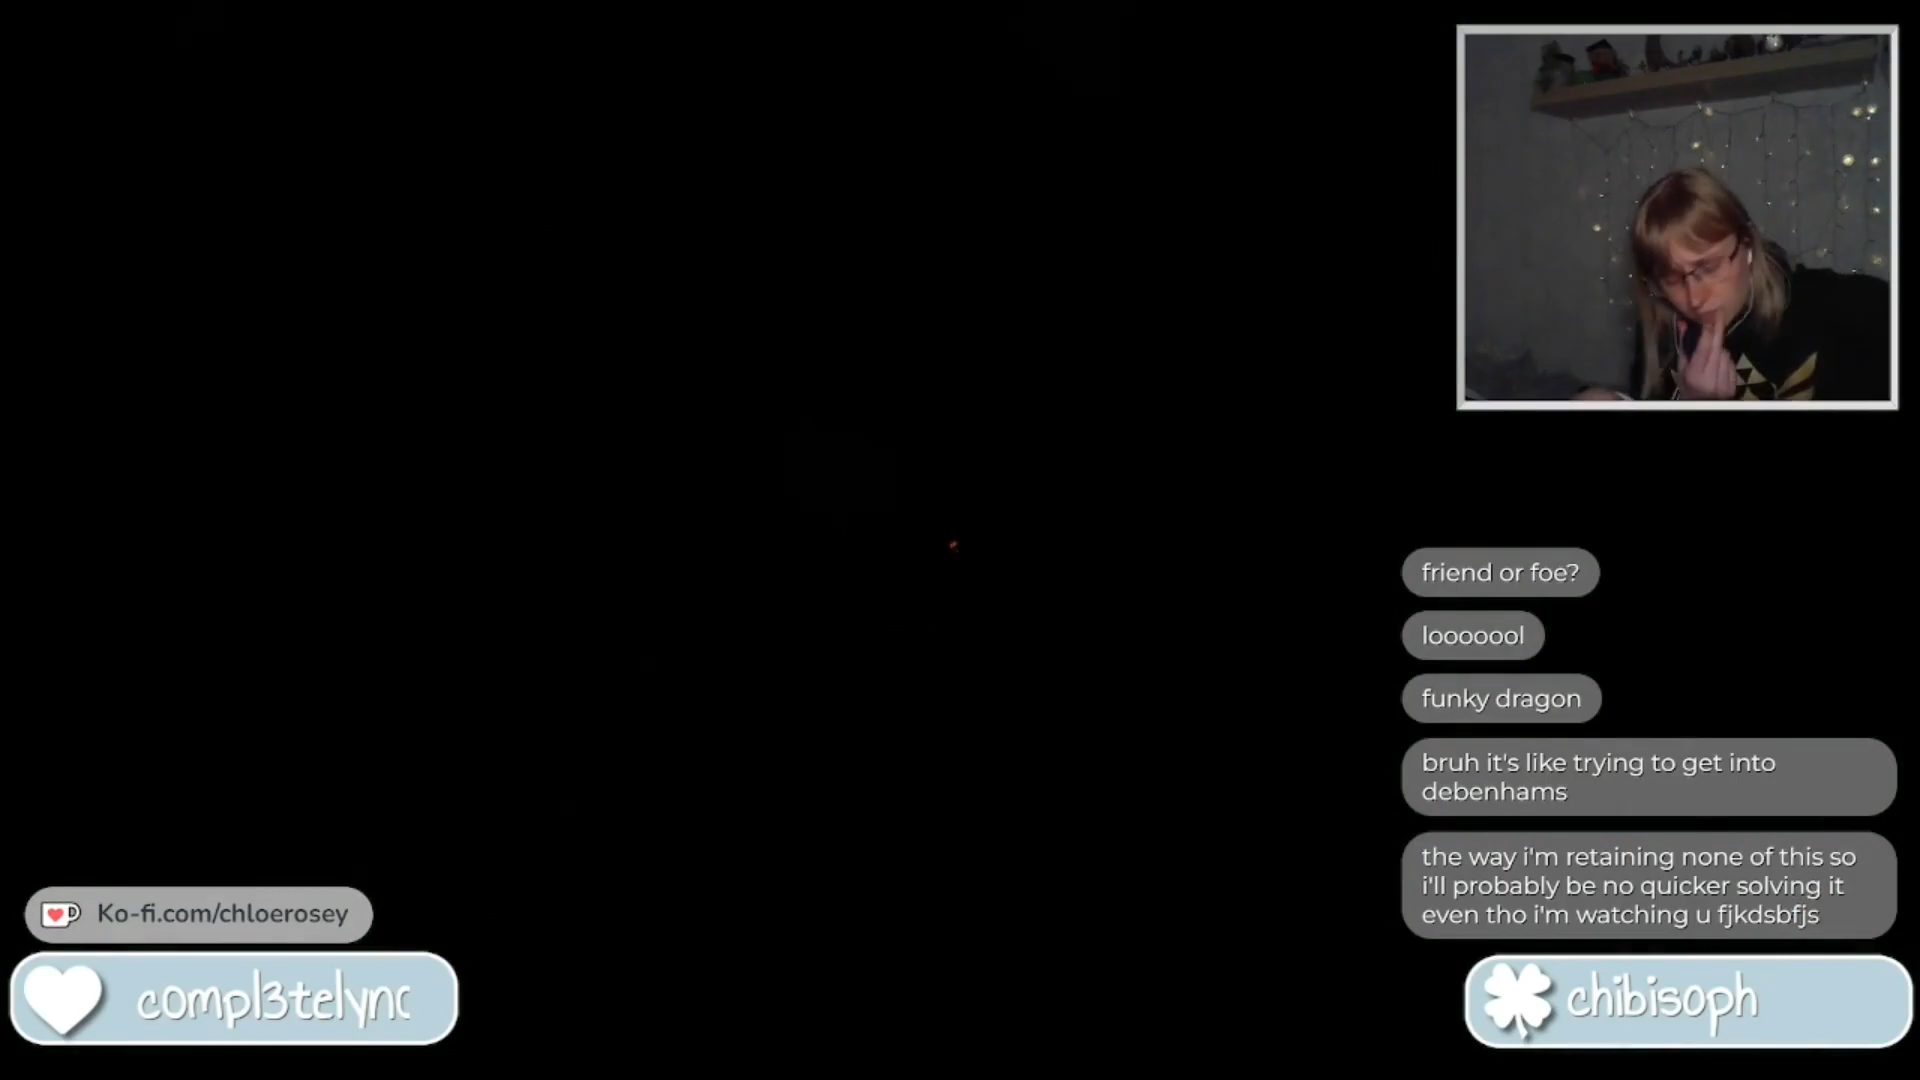 friend or foe?
looooool
funky dragon
bruh it's like trying to get into
debenhams
the way i'm retaining none of this so
i'll probably be no quicker solving it
even tho i'm watching u fjkdsbfjs
Ko-fi.com/chloerosey
compl3telync
chibisoph